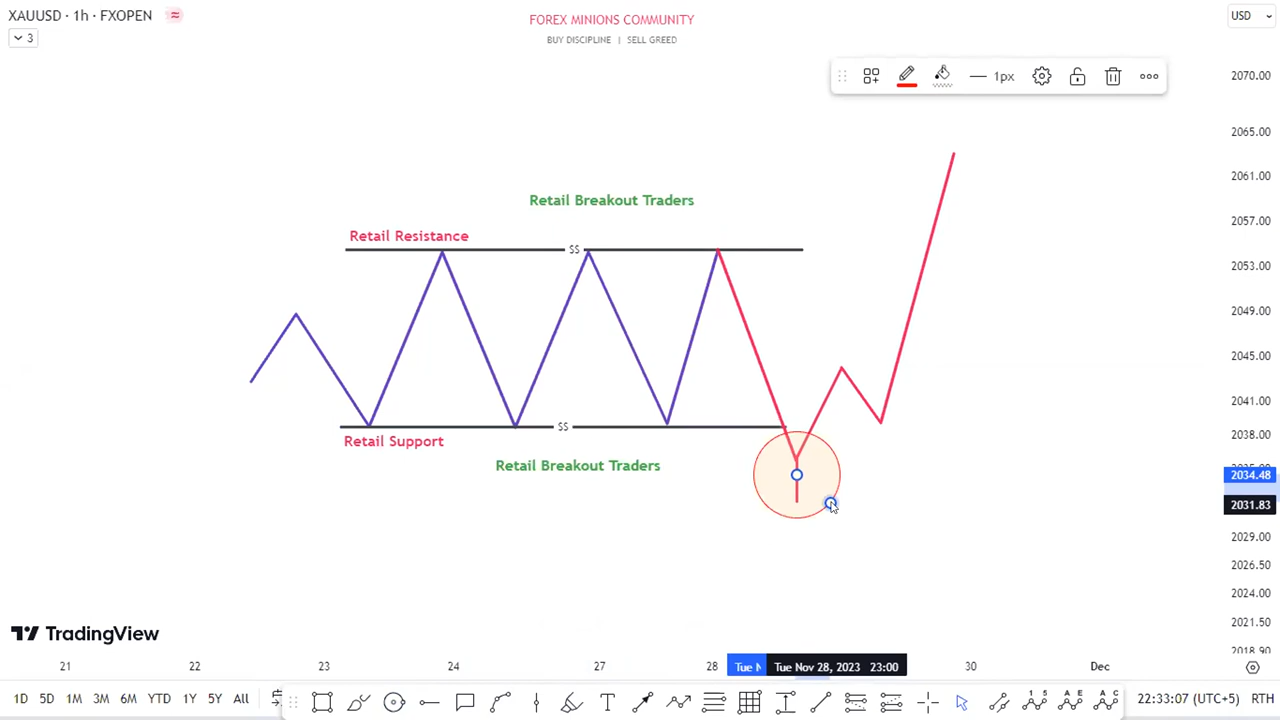 XAUUSD · 1h · FXOPEN
3
FOREX MINIONS COMMUNITY
BUY DISCIPLINE | SELL GREED
USD
1px
2070.00
2065.00
2061.00
2057.00
2053.00
2049.00
2045.00
2041.00
2038.00
2034.48
2031.83
2029.00
2026.50
2024.00
2021.50
2018.90
Retail Breakout Traders
Retail Resistance
$$
$$
Retail Support
Retail Breakout Traders
TradingView
21 22 23 24 27 28 Tue Tue Nov 28, 2023 23:00 30 Dec
1D 5D 1M 3M 6M YTD 1Y 5Y All
22:33:07 (UTC+5) RTH